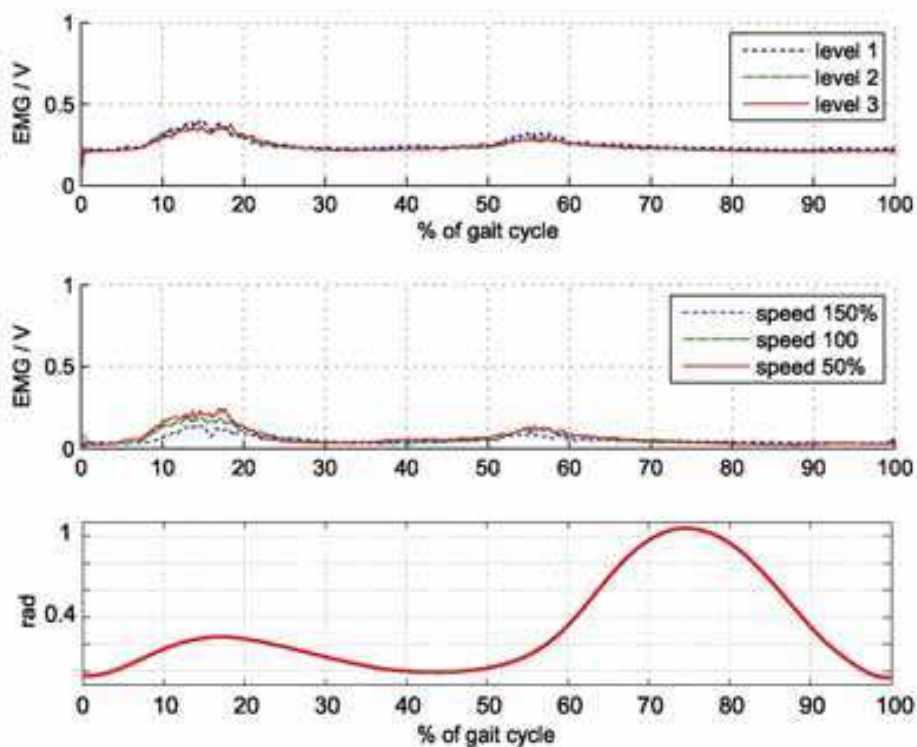 1
level 1
level 2
level 3
EMG / V
0.5
0
0 10 20 30 40 50 60 70 80 90 100
% of gait cycle
1
speed 150%
speed 100
speed 50%
EMG / V
0.5
0
0 10 20 30 40 50 60 70 80 90 100
1
rad
0.4
0 10 20 30 40 50 60 70 80 90 100
% of gait cycle